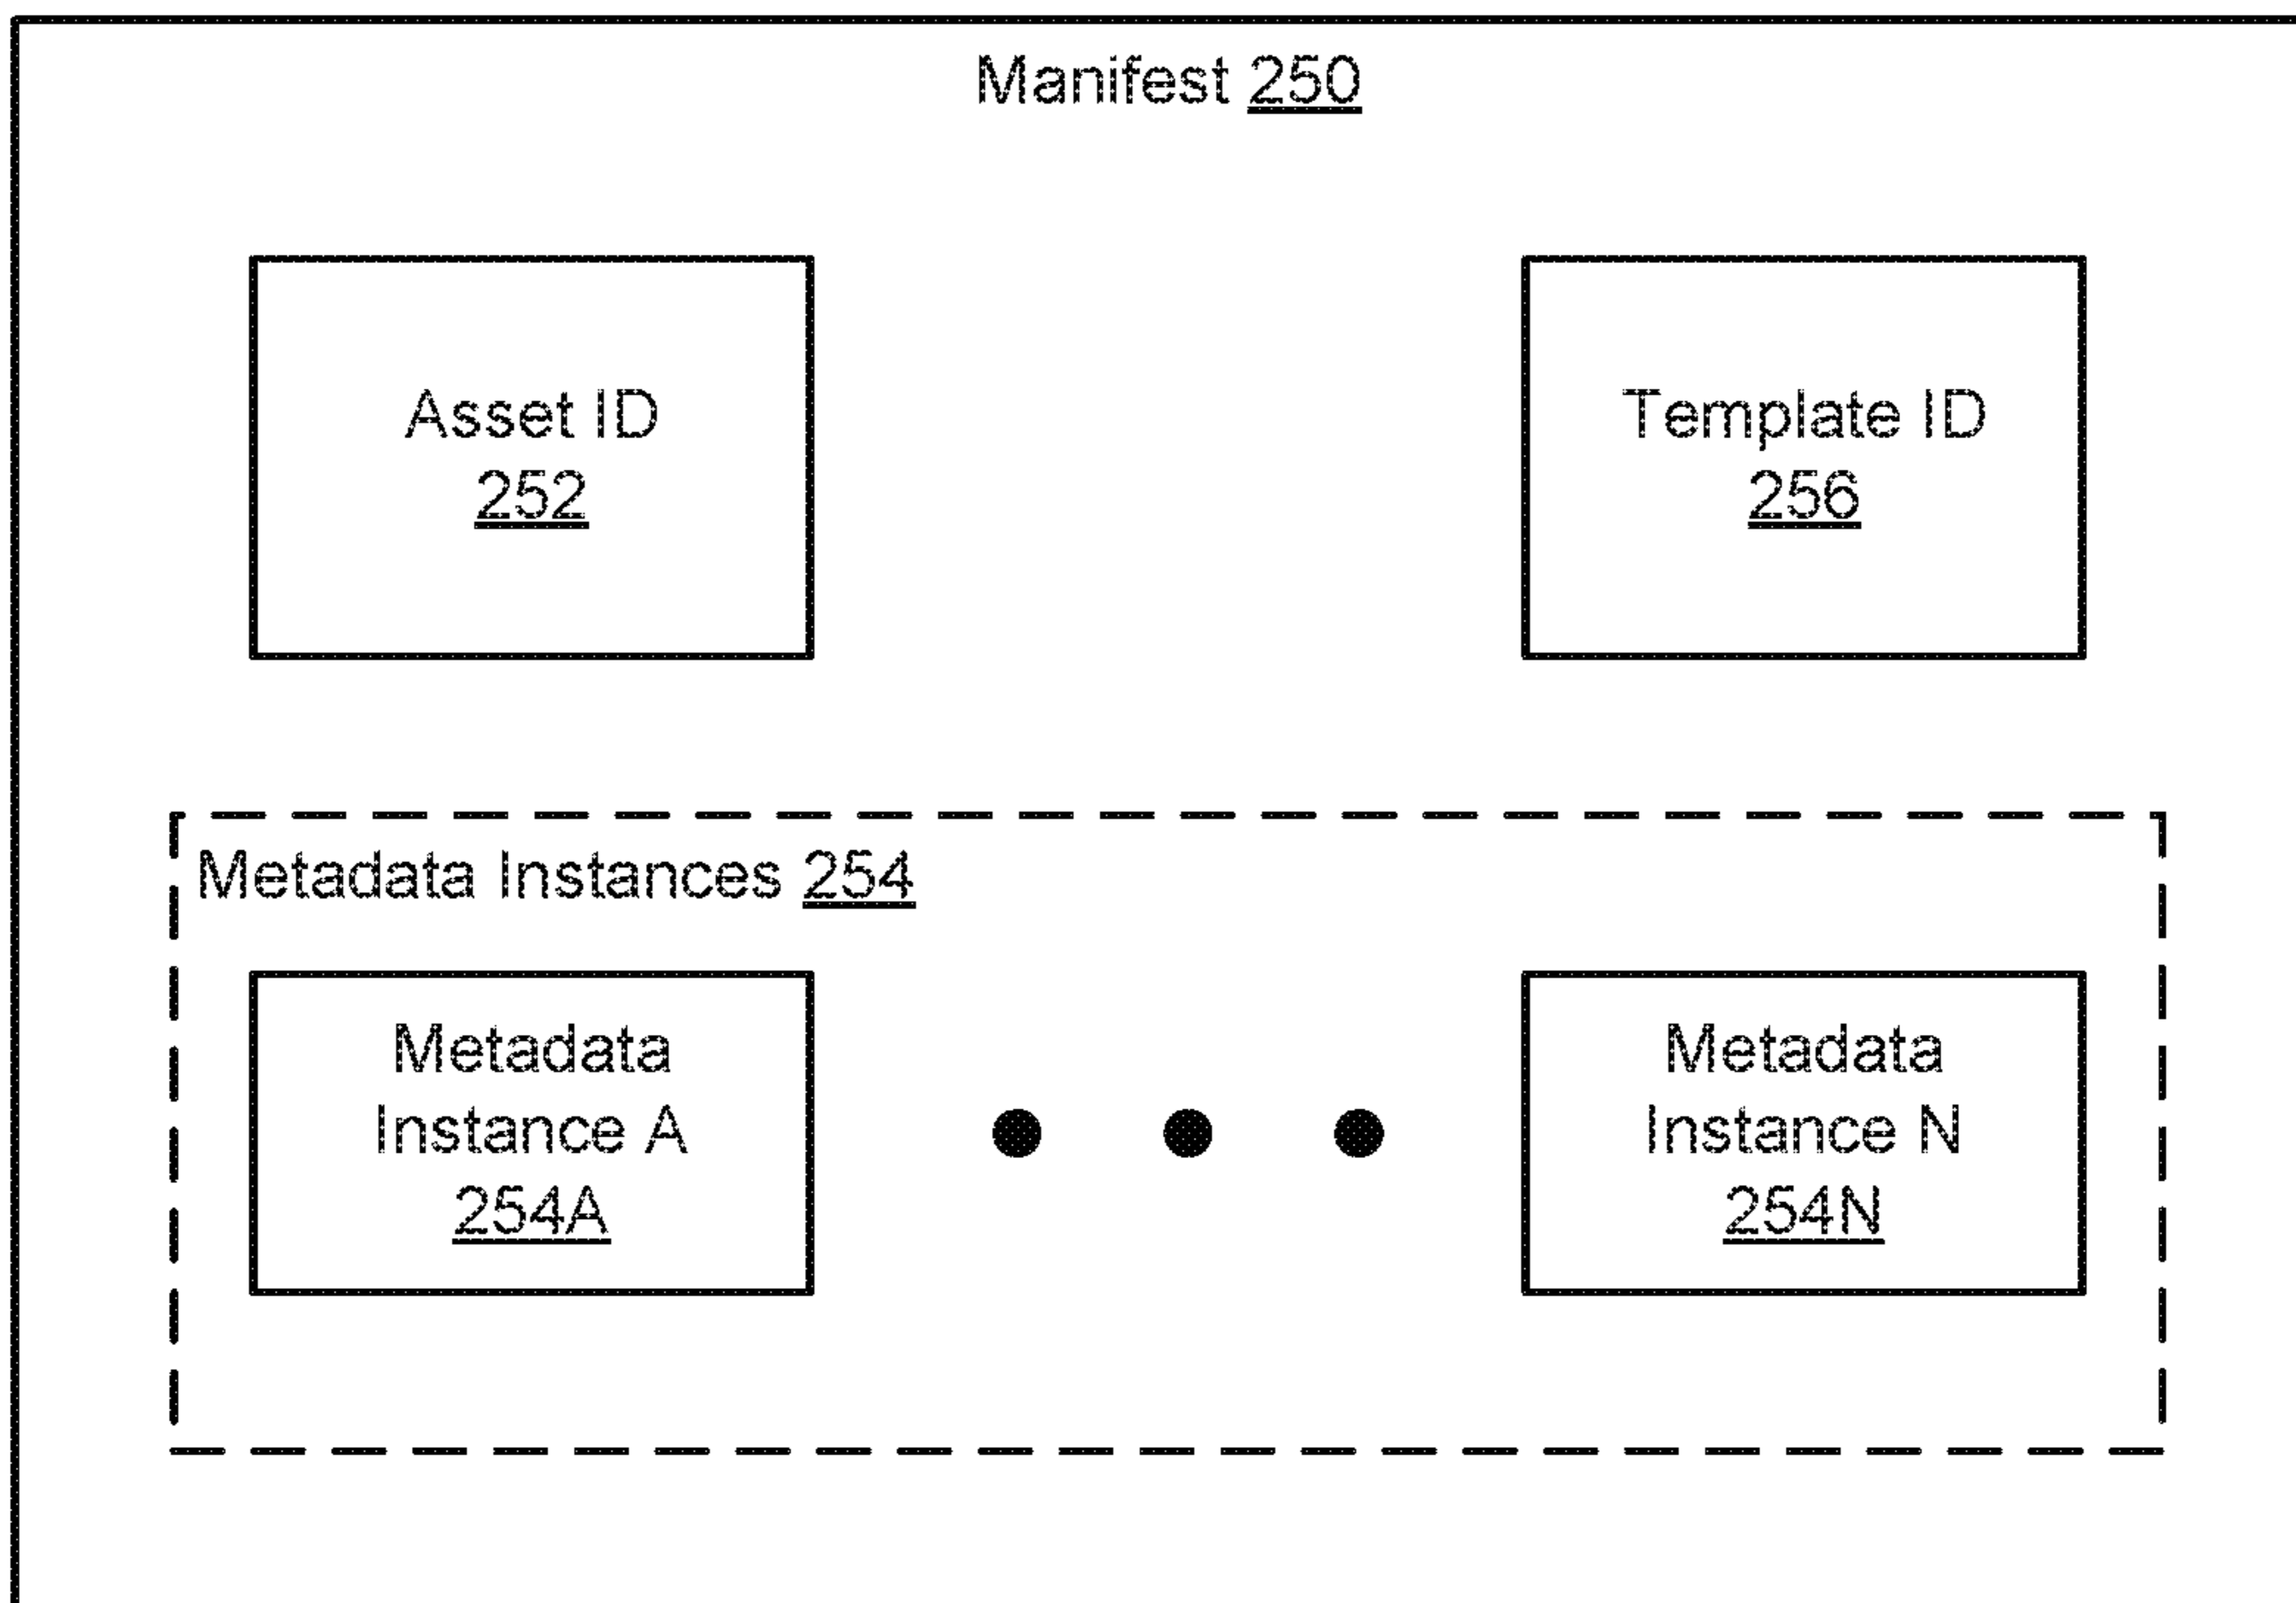 Manifest 250
Asset ID
252
Template ID
256
Metadata Instances 254
Metadata
Instance A
254A
Metadata
Instance N
254N